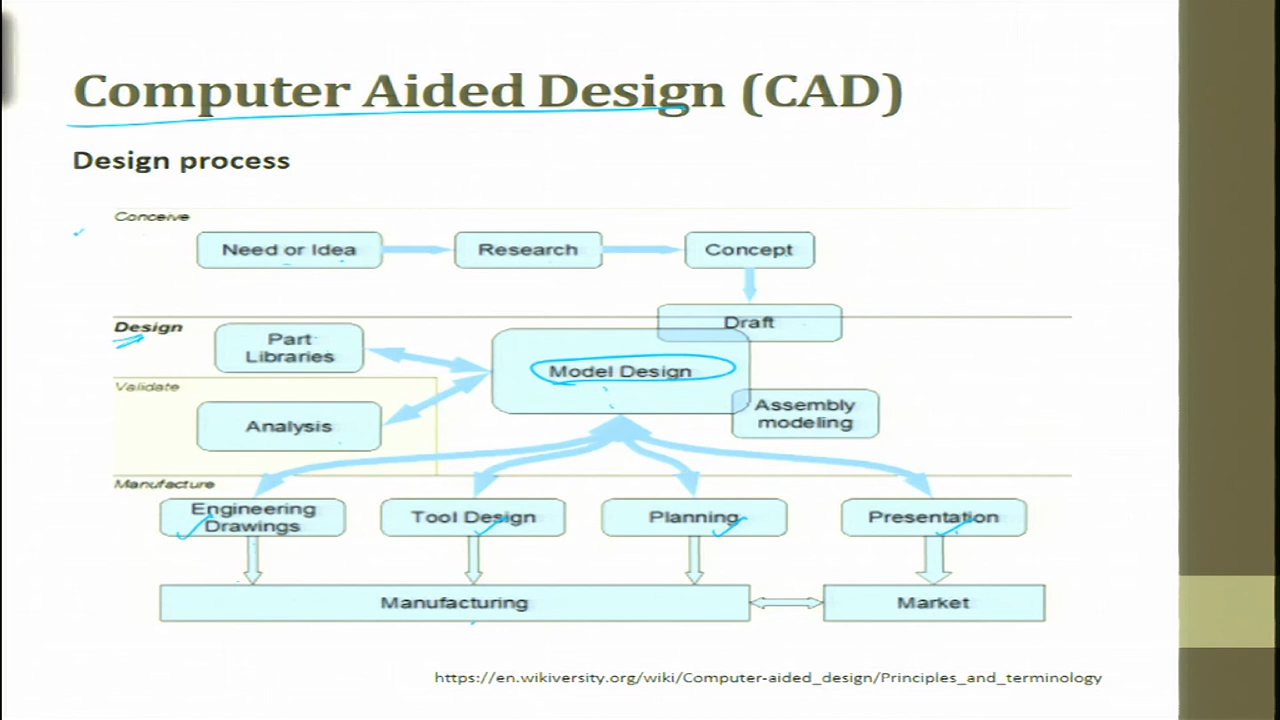 Computer Aided Design (CAD)
Design process
Conceive
Need or Idea
Research
Concept
Draft
Design
Part
Libraries
Model Design
Validate
Analysis
Assembly
modeling
Manufacture
Engineering
Drawings
Tool Design
Planning
Presentation
Manufacturing
Market
https://en.wikiversity.org/wiki/Computer-aided_design/Principles_and_terminology